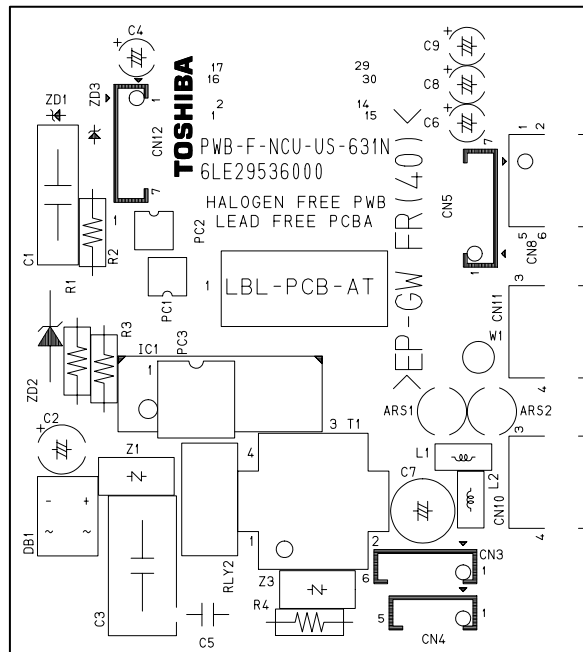 C4
C9
ZD1
ZD3
17
16
29
30
C8
1
2
1
14
15
C6
1
2
CN12
TOSHIBA
PWB-F-NCU-US-631N
6LE29536000
7
7
HALOGEN FREE PWB
LEAD FREE PCBA
>EP-GW FR(40)<
CN5
1
R2
PC2
C1
5
6
CN8
1
R1
PC1
1
LBL-PCB-AT
3
CN11
R3
IC1
PC3
1
W1
ZD2
4
ARS1
ARS2
C2
3
T1
3
Z1
4
L1
L2
C7
CN10
- +
~ ~
DB1
1
2
4
RLY2
CN3
Z3
6
1
C3
R4
5
1
C5
CN4